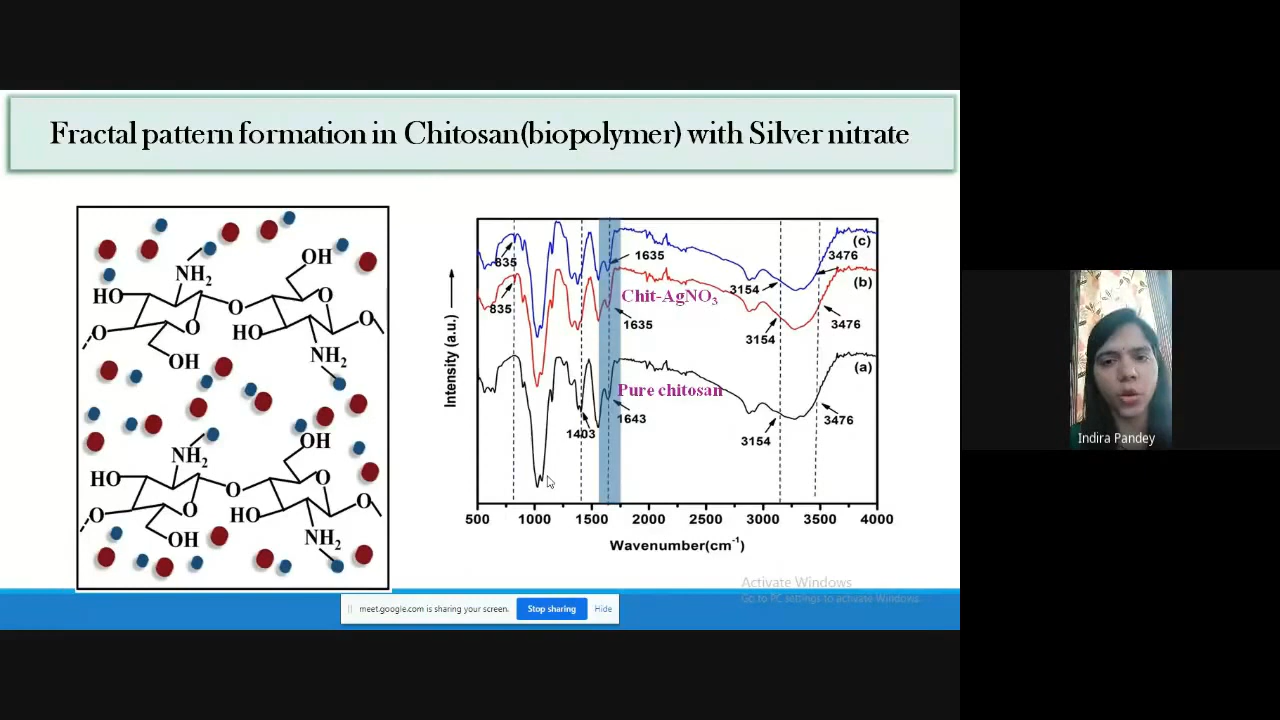 Fractal pattern formation in Chitosan(biopolymer) with Silver nitrate
OH
NH2
HO
O
O
O
O
HO
O
OH
NH2
OH
NH2
HO
O
O
O
O
HO
OH
NH2
Intensity (a.u.)
835
1635
3154
3476
(c)
(b)
835
Chit-AgNO3
1635
3154
3476
(a)
Pure chitosan
1403
1643
3154
3476
500 1000 1500 2000 2500 3000 3500 4000
Wavenumber(cm-1)
Indira Pandey
Activate Windows
Go to PC settings to activate Windows.
meet.google.com is sharing your screen.
Stop sharing
Hide